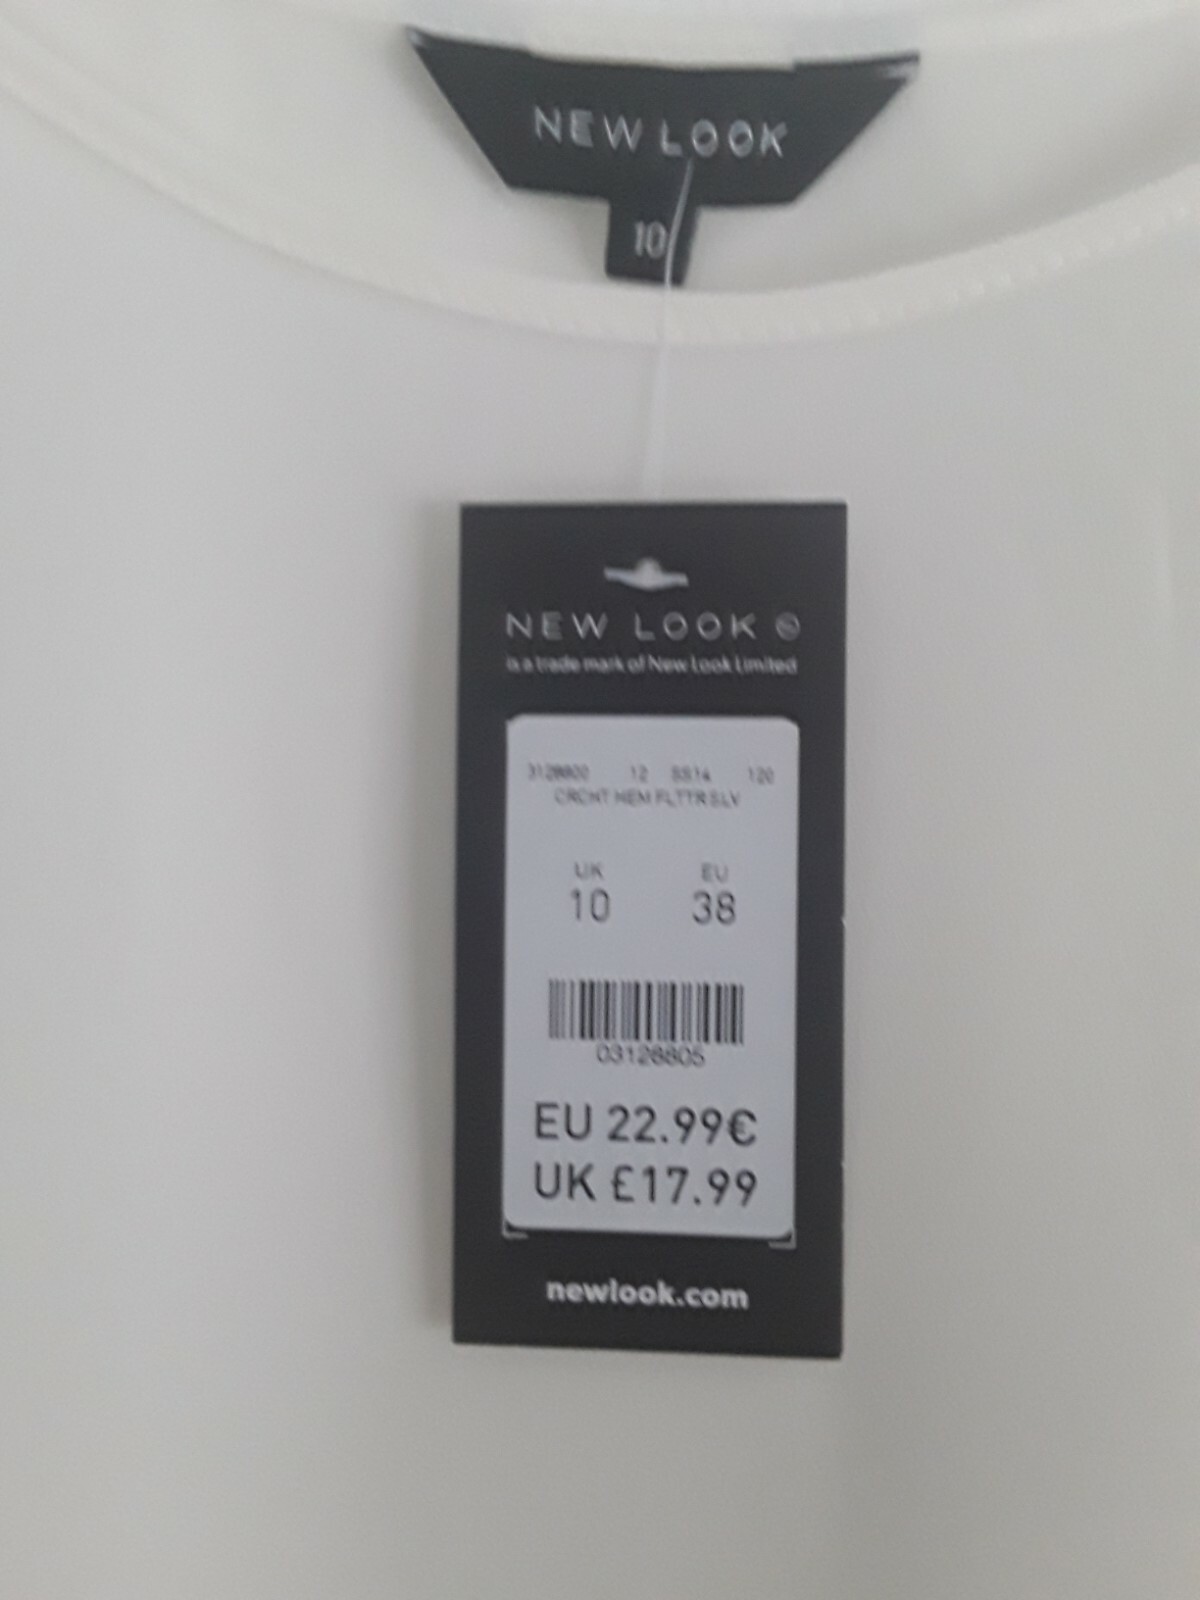 NEW LOOK
10
NEW LOOK
is a trade mark of New Look Limited
3128800 12 SS14 120
CRCHT HEM FLTTR SLV
UK EU
10 38
03128805
EU 22.99€
UK £17.99
newlook.com